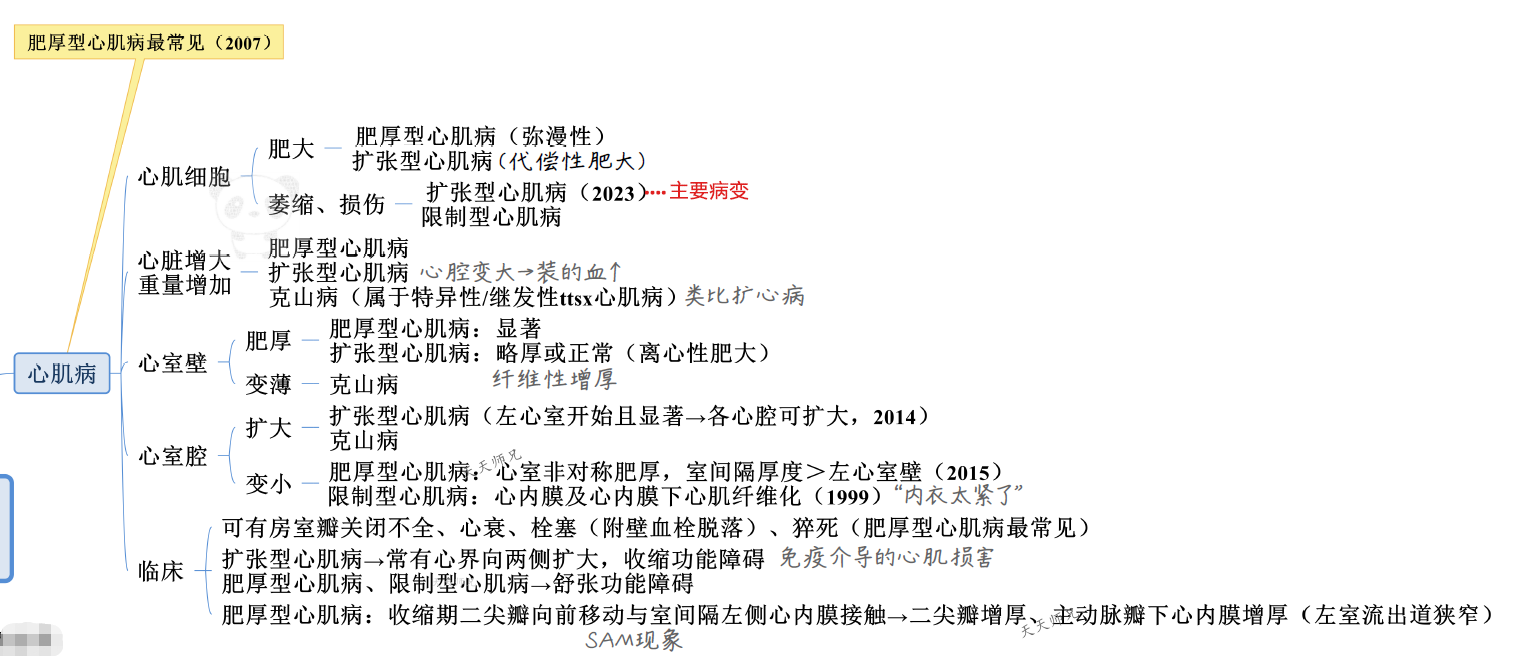 肥厚型心肌病最常见（2007）
心肌病
心肌细胞
肥大
肥厚型心肌病（弥漫性）
扩张型心肌病(代偿性肥大)
萎缩、损伤
扩张型心肌病（2023）
主要病变
限制型心肌病
心脏增大
重量增加
肥厚型心肌病
扩张型心肌病 心腔变大→装的血↑
克山病（属于特异性/继发性ttsx心肌病）类比扩心病
心室壁
肥厚
肥厚型心肌病：显著
扩张型心肌病：略厚或正常（离心性肥大）
纤维性增厚
变薄
克山病
心室腔
扩大
扩张型心肌病（左心室开始且显著→各心腔可扩大，2014）
克山病
变小
肥厚型心肌病：心室非对称肥厚，室间隔厚度＞左心室壁（2015）
天天师兄
限制型心肌病：心内膜及心内膜下心肌纤维化（1999）“内衣太紧了”
临床
可有房室瓣关闭不全、心衰、栓塞（附壁血栓脱落）、猝死（肥厚型心肌病最常见）
扩张型心肌病→常有心界向两侧扩大，收缩功能障碍 免疫介导的心肌损害
肥厚型心肌病、限制型心肌病→舒张功能障碍
肥厚型心肌病：收缩期二尖瓣向前移动与室间隔左侧心内膜接触→二尖瓣增厚、主动脉瓣下心内膜增厚（左室流出道狭窄）
天天师兄
SAM现象